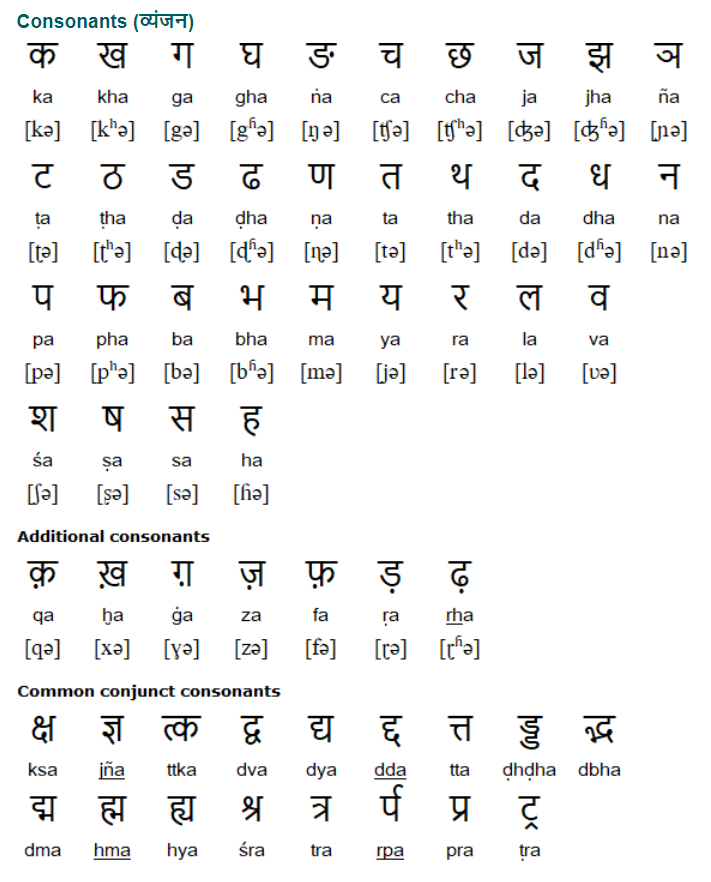 Consonants (व्यंजन)
क ख ग घ ङ च छ ज झ ञ
ka kha ga gha ṅa ca cha ja jha ña
[kə] [kʰə] [gə] [gʱə] [ŋə] [ʧə] [ʧʰə] [ʤə] [ʤʱə] [ɲə]
ट ठ ड ढ ण त थ द ध न
ṭa ṭha ḍa ḍha ṇa ta tha da dha na
[ʈə] [ʈʰə] [ɖə] [ɖʱə] [ɳə] [tə] [tʰə] [də] [dʱə] [nə]
प फ ब भ म य र ल व
pa pha ba bha ma ya ra la va
[pə] [pʰə] [bə] [bʱə] [mə] [jə] [rə] [lə] [ʋə]
श ष स ह
śa ṣa sa ha
[ʃə] [ʂə] [sə] [ɦə]
Additional consonants
क़ ख़ ग़ ज़ फ़ ड़ ढ़
qa ḫa ġa za fa ṛa rha
[qə] [xə] [ɣə] [zə] [fə] [ɽə] [ɽʱə]
Common conjunct consonants
क्ष ज्ञ त्क द्व द्य द्द त्त ड्ड द्भ
ksa jña ttka dva dya dda tta ḍhḍha dbha
द्म ह्म ह्य श्र त्र र्प प्र ट्र
dma hma hya śra tra rpa pra ṭra